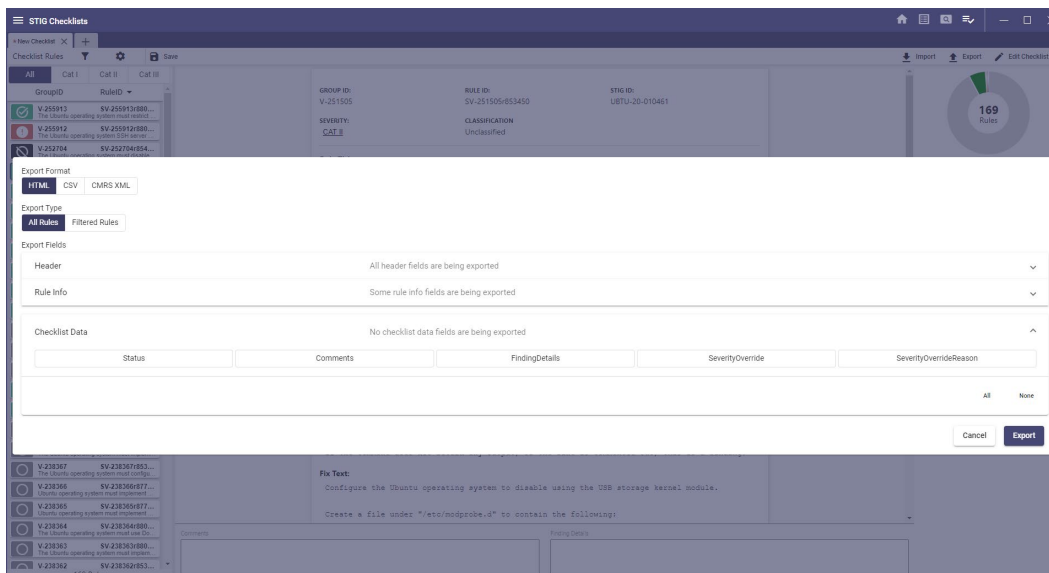 STIG Checklists
New Checklist
Checklist Rules Save Import Export Edit Checklist
All Cat I Cat II Cat III
GroupID RuleID
V-255913 SV-255913r880...
The Ubuntu operating system must restrict
V-255912 SV-255912r880...
The Ubuntu operating system SSH server
V-252704 SV-252704r854...
The Ubuntu operating system must disable
GROUP ID: RULE ID: STIG ID:
V-251505 SV-251505r853450 UBTU-20-010461
SEVERITY: CLASSIFICATION
CAT II Unclassified
169
Rules
Export Format
HTML CSV CMRS XML
Export Type
All Rules Filtered Rules
Export Fields
Header All header fields are being exported
Rule Info Some rule info fields are being exported
Checklist Data No checklist data fields are being exported
Status Comments FindingDetails SeverityOverride SeverityOverrideReason
All None
Cancel Export
V-238367 SV-238367r853...
The Ubuntu operating system must configu...
V-238366 SV-238366r877...
Ubuntu operating system must implement
V-238365 SV-238365r877...
Ubuntu operating system must implement
V-238364 SV-238364r880...
The Ubuntu operating system must use Do...
V-238363 SV-238363r880...
The Ubuntu operating system must implem...
V-238362 SV-238362r853...
Fix Text:
Configure the Ubuntu operating system to disable using the USB storage kernel module.
Create a file under "/etc/modprobe.d" to contain the following:
Comments Finding Details